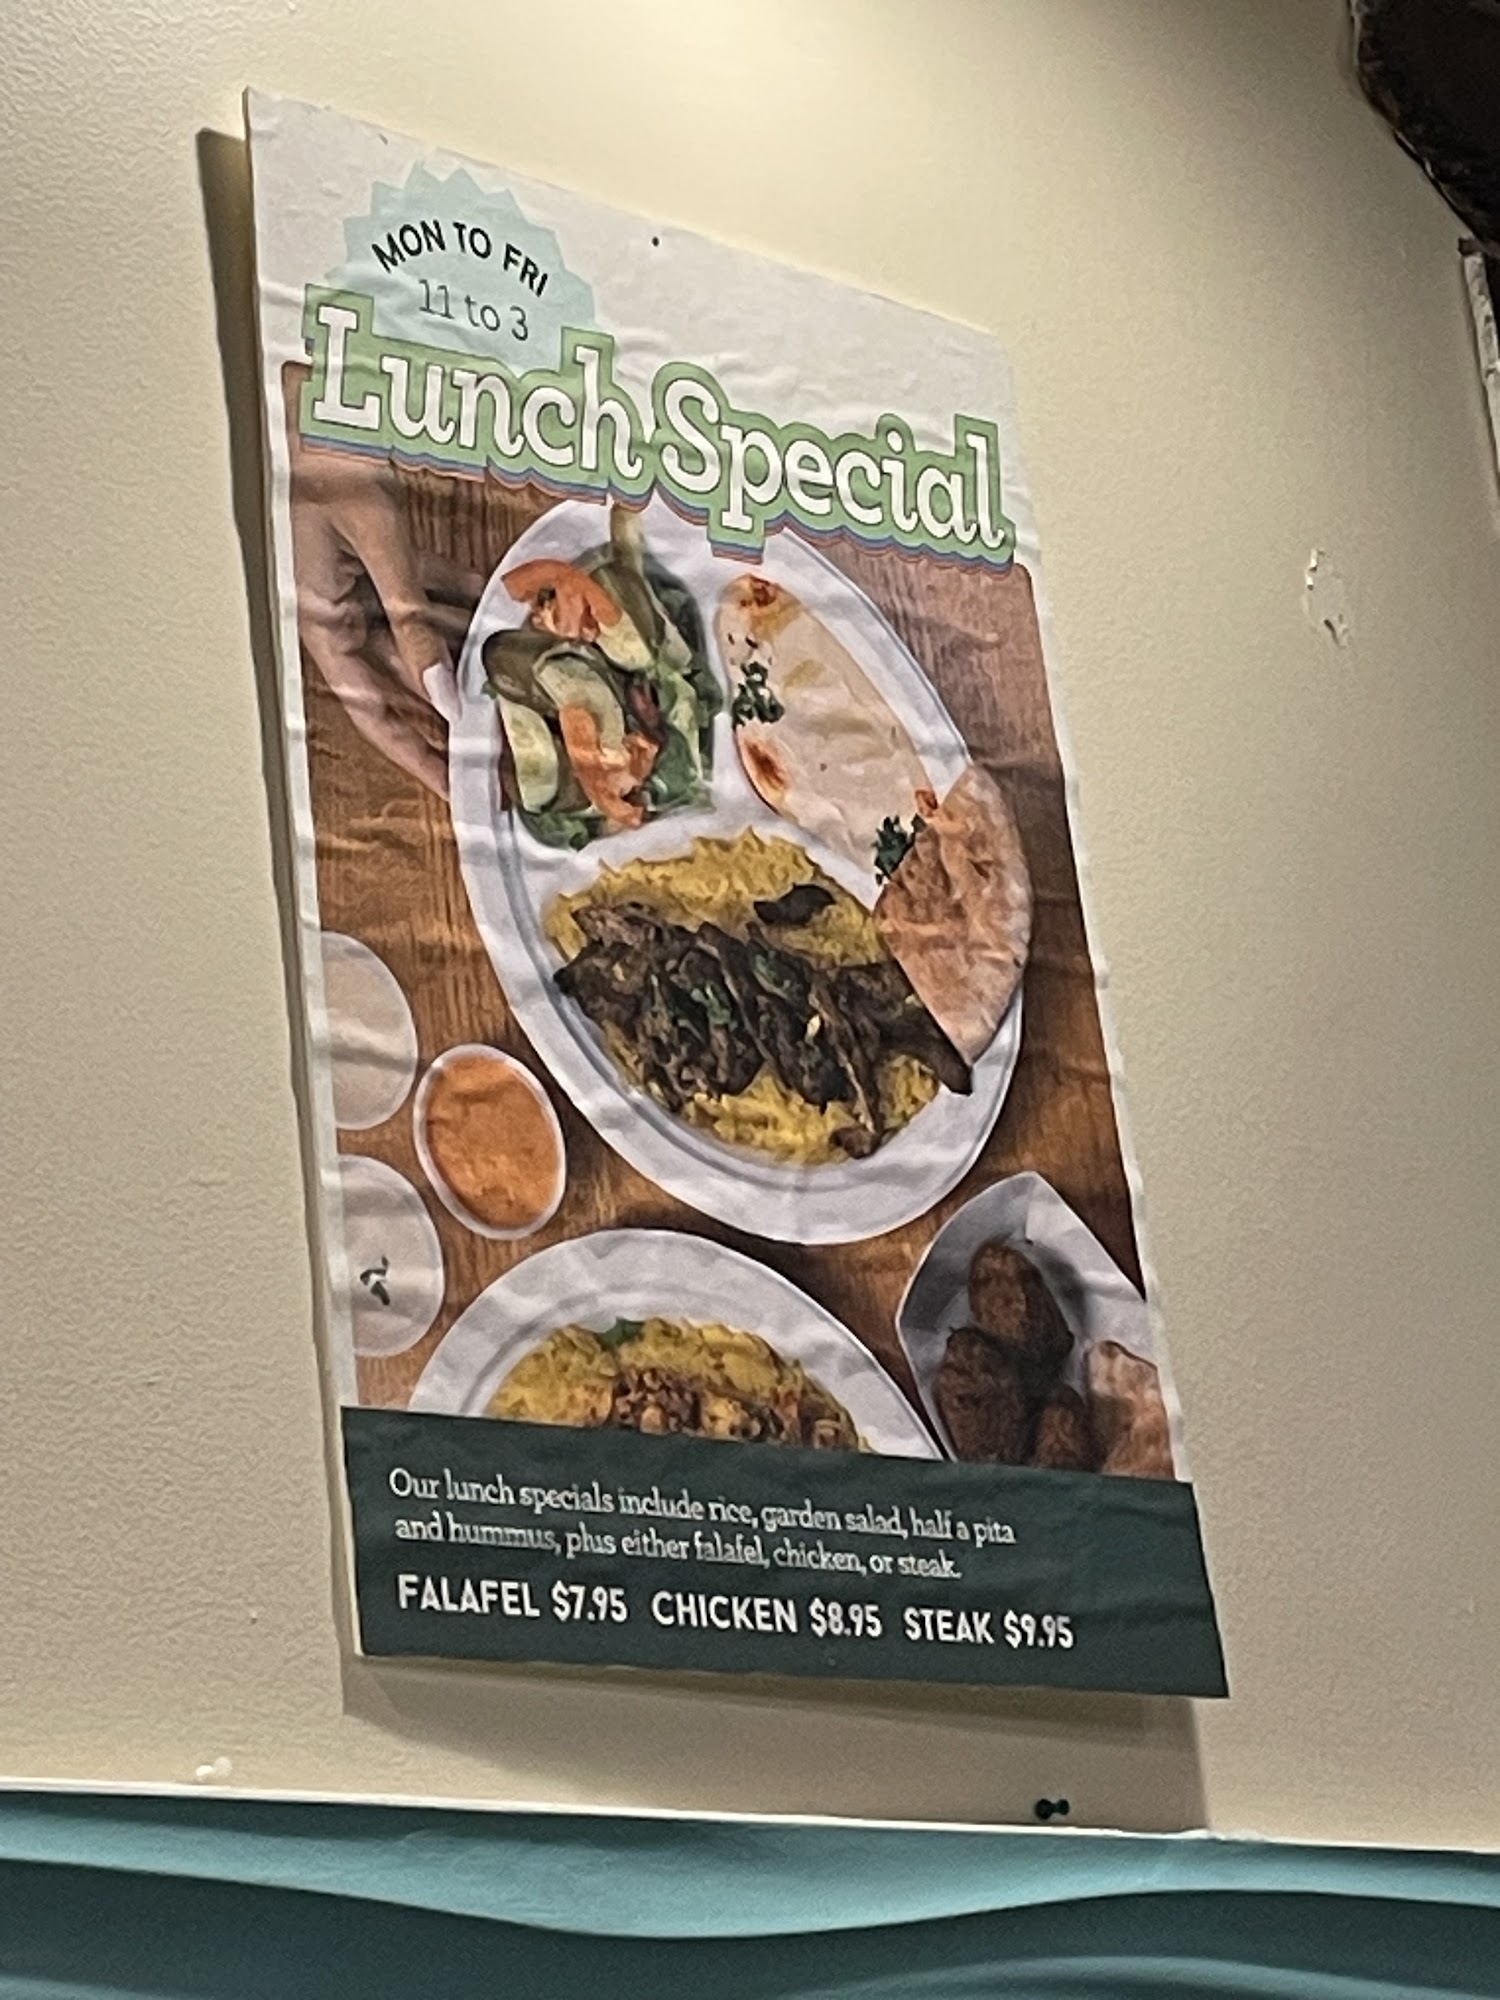 MON TO FRI
11 to 3
Lunch Special
Our lunch specials include rice, garden salad, half a pita
and hummus, plus either falafel, chicken, or steak.
FALAFEL $7.95 CHICKEN $8.95 STEAK $9.95